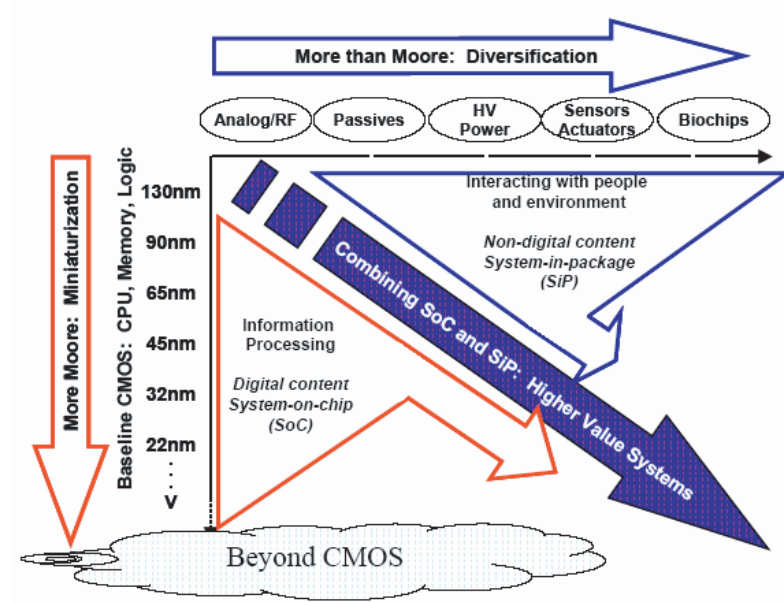 More than Moore: Diversification
Analog/RF
Passives
HV
Power
Sensors
Actuators
Biochips
More Moore: Miniaturization
Baseline CMOS: CPU, Memory, Logic
130nm
90nm
65nm
45nm
32nm
22nm
V
Interacting with people
and environment
Non-digital content
System-in-package
(SiP)
Combining SoC and SiP: Higher Value Systems
Information
Processing
Digital content
System-on-chip
(SoC)
Beyond CMOS